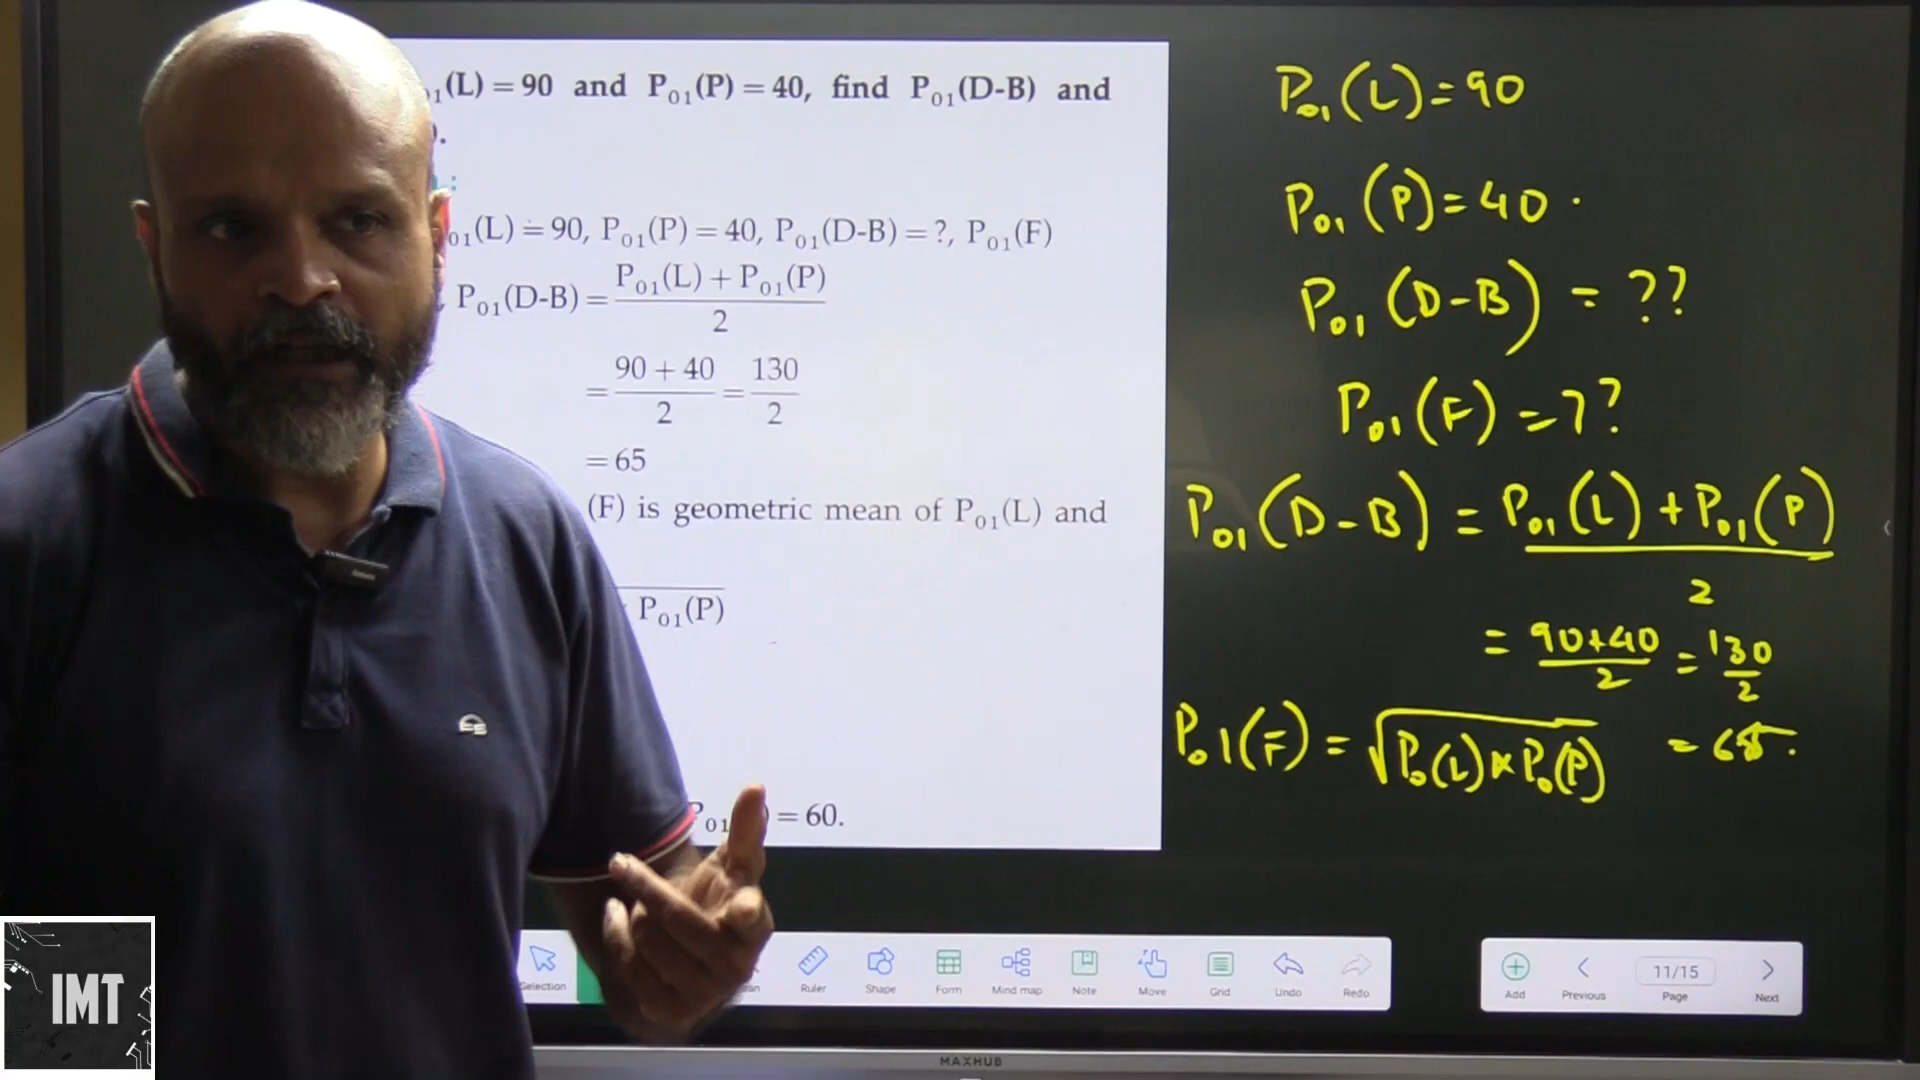 (L) = 90 and P₀₁(P) = 40, find P₀₁(D-B) and
₀₁(L) = 90, P₀₁(P) = 40, P₀₁(D-B) = ?, P₀₁(F)
P₀₁(D-B) = P₀₁(L) + P₀₁(P) / 2
= 90 + 40 / 2 = 130 / 2
= 65
(F) is geometric mean of P₀₁(L) and
P₀₁(P)
P₀₁ = 60.
P₀₁(L) = 90
P₀₁(P) = 40.
P₀₁(D-B) = ??
P₀₁(F) = ??
P₀₁(D-B) = P₀₁(L) + P₀₁(P) / 2
= 90+40 / 2 = 130 / 2
= 65.
P₀1(F) = √P₀(L) × P₀(P)
Selection
Ruler
Shape
Form
Mind map
Note
Move
Grid
Undo
Redo
Add
Previous
11/15
Page
Next
MAXHUB
IMT